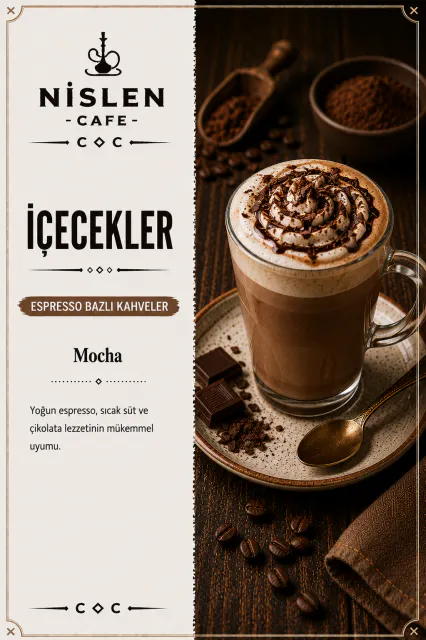 NİSLEN
-CAFE-
C C
İÇECEKLER
ESPRESSO BAZLI KAHVELER
Mocha
Yoğun espresso, sıcak süt ve
çikolata lezzetinin mükemmel
uyumu.
C C